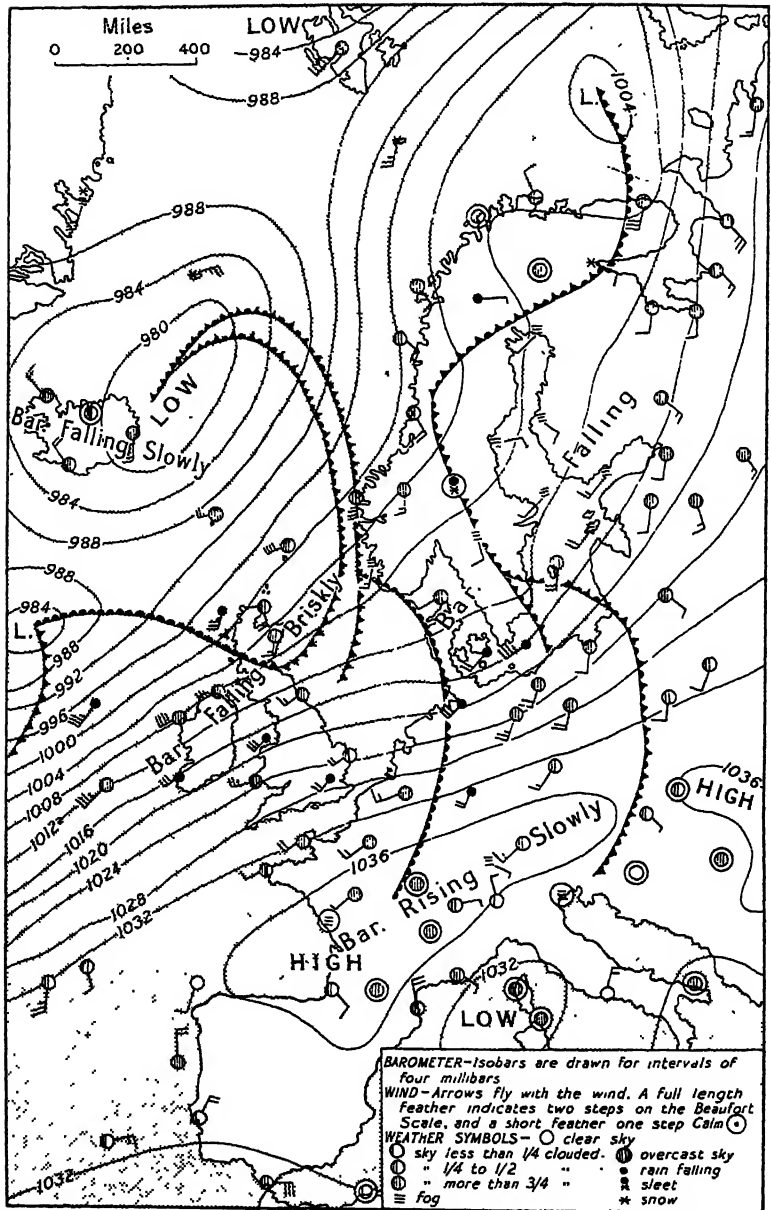 Miles
0 200 400
LOW
984
988
L.
1004
988
984
980
LOW
Bar. Falling Slowly
984
988
Falling
988
984
L.
988
992
996
1000
1004
1008
1012
1016
1020
1024
1028
1032
Briskly
Ba
Bar. Falling
1036
HIGH
1036
Bar. Rising Slowly
HIGH
1032
LOW
1032
BAROMETER–Isobars are drawn for intervals of
four millibars
WIND–Arrows fly with the wind. A full length
feather indicates two steps on the Beaufort
Scale, and a short feather one step Calm
WEATHER SYMBOLS– clear sky
sky less than 1/4 clouded. overcast sky
" 1/4 to 1/2 " rain falling
" more than 3/4 " sleet
fog snow